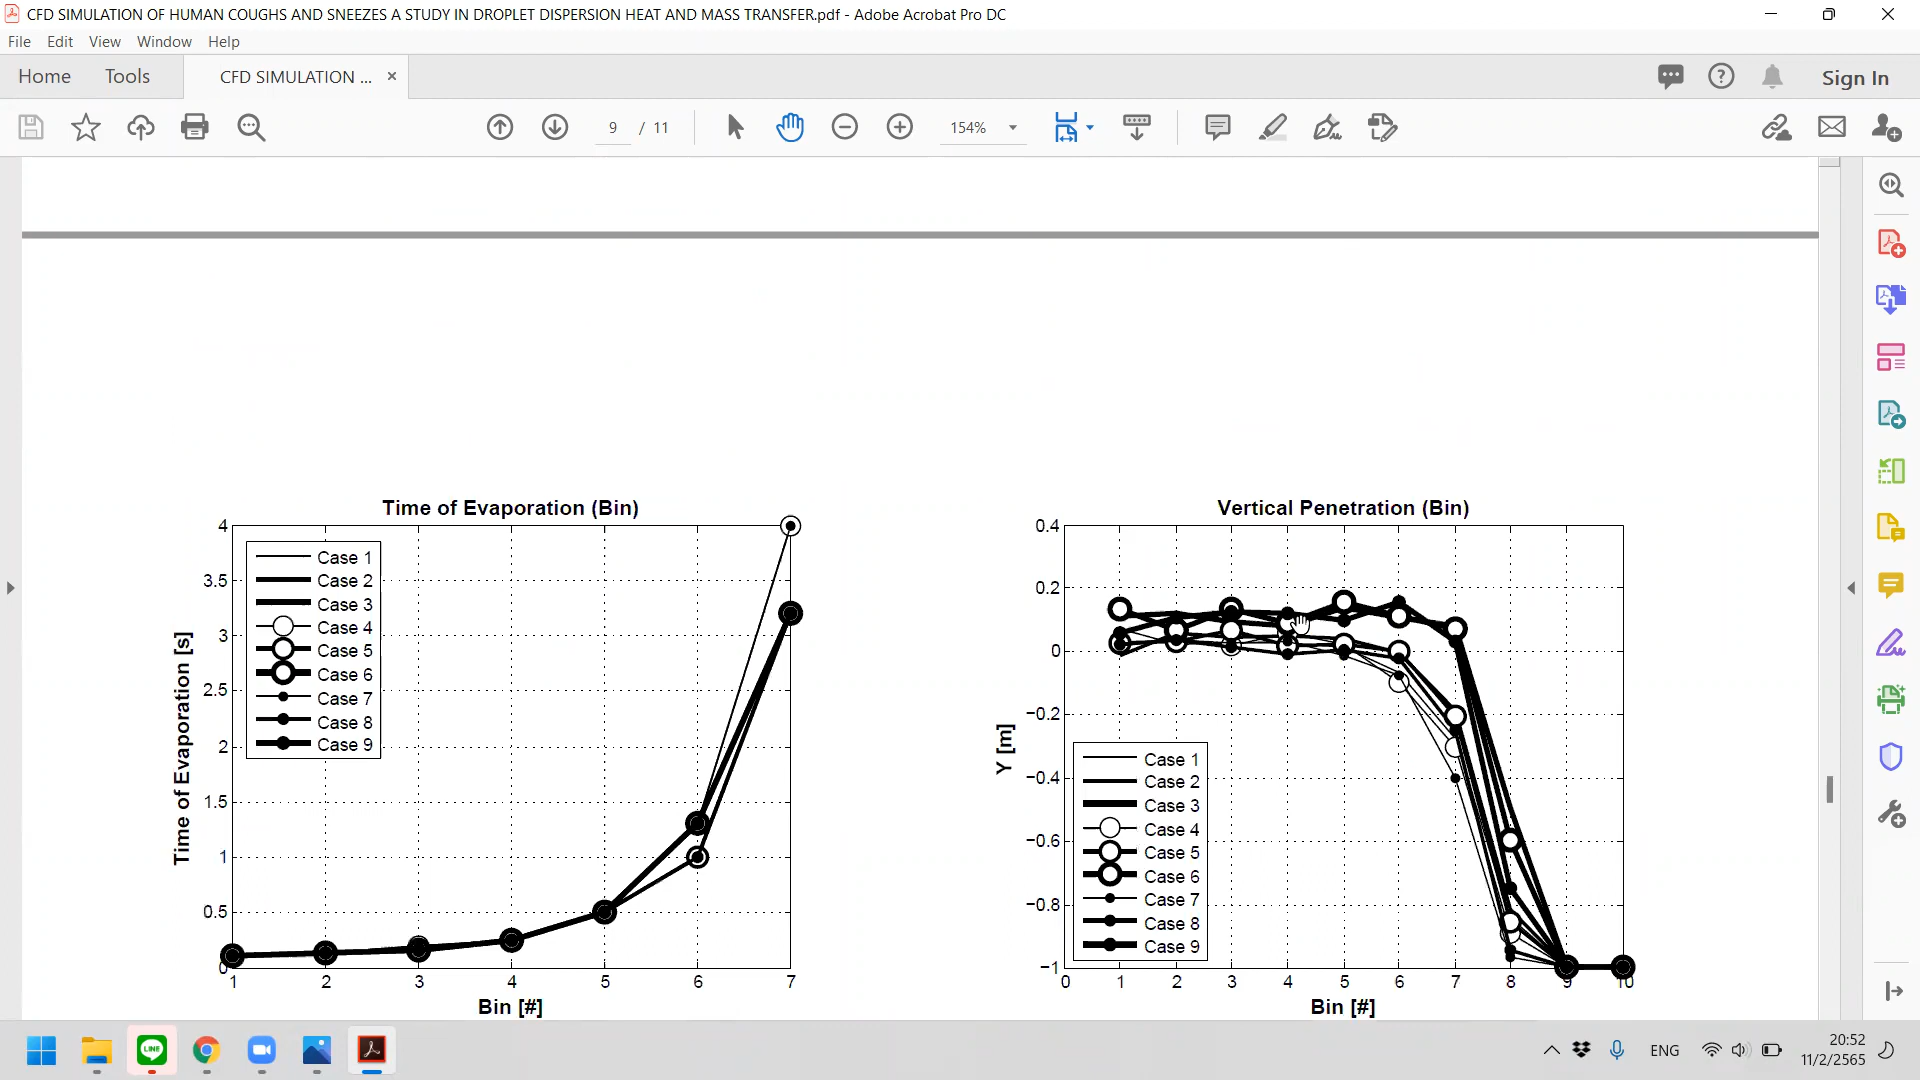 CFD SIMULATION OF HUMAN COUGHS AND SNEEZES A STUDY IN DROPLET DISPERSION HEAT AND MASS TRANSFER.pdf - Adobe Acrobat Pro DC
File Edit View Window Help
Home Tools CFD SIMULATION ... × Sign In
9 / 11 154%
Time of Evaporation (Bin)
Time of Evaporation [s]
4
3.5
3
2.5
2
1.5
1
0.5
0
Case 1
Case 2
Case 3
Case 4
Case 5
Case 6
Case 7
Case 8
Case 9
1 2 3 4 5 6 7
Bin [#]
Vertical Penetration (Bin)
Y [m]
0.4
0.2
0
−0.2
−0.4
−0.6
−0.8
−1
Case 1
Case 2
Case 3
Case 4
Case 5
Case 6
Case 7
Case 8
Case 9
0 1 2 3 4 5 6 7 8 9 10
Bin [#]
LINE
ENG
20:52
11/2/2565